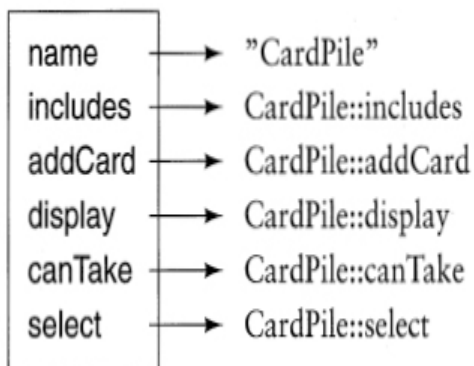 name ”CardPile”
includes CardPile::includes
addCard CardPile::addCard
display CardPile::display
canTake CardPile::canTake
select CardPile::select